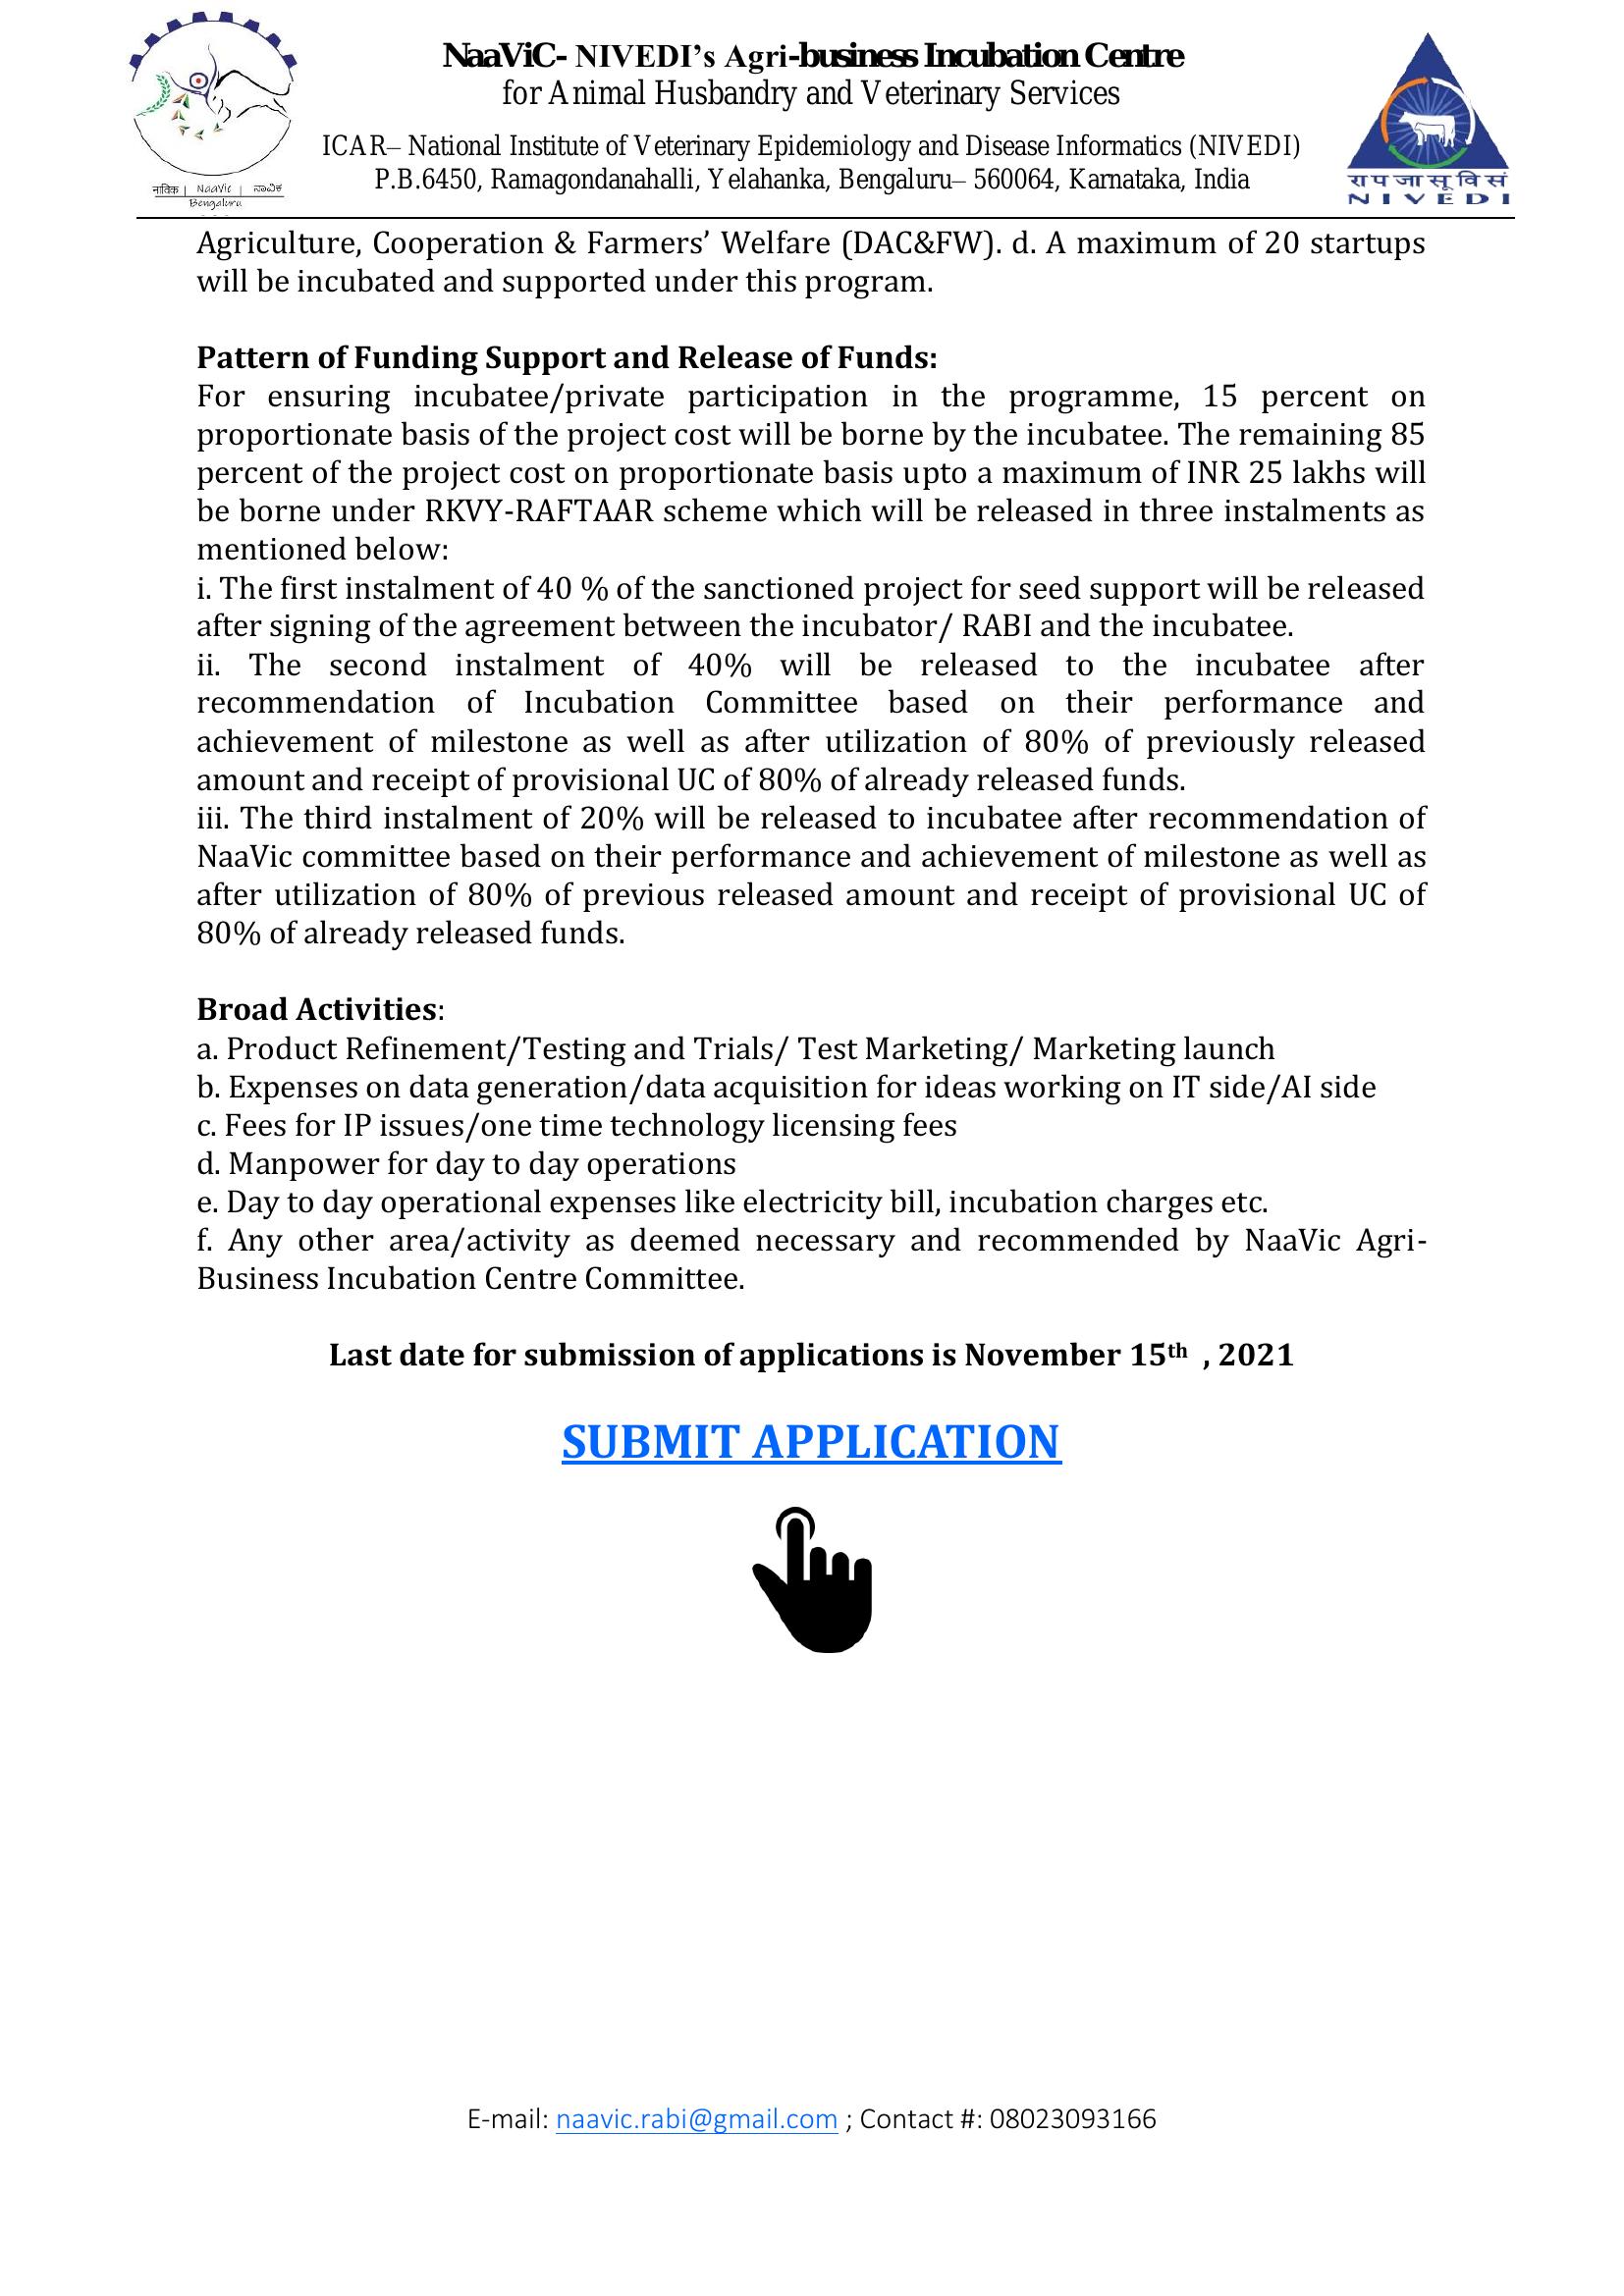 NaaViC- NIVEDI’s Agri-business Incubation Centre
for Animal Husbandry and Veterinary Services
ICAR– National Institute of Veterinary Epidemiology and Disease Informatics (NIVEDI)
P.B.6450, Ramagondanahalli, Yelahanka, Bengaluru– 560064, Karnataka, India
नाविक | NaaVic | ನಾವಿಕ
Bengaluru
रा प जा सू वि सं
NIVEDI
Agriculture, Cooperation & Farmers’ Welfare (DAC&FW). d. A maximum of 20 startups
will be incubated and supported under this program.
Pattern of Funding Support and Release of Funds:
For ensuring incubatee/private participation in the programme, 15 percent on
proportionate basis of the project cost will be borne by the incubatee. The remaining 85
percent of the project cost on proportionate basis upto a maximum of INR 25 lakhs will
be borne under RKVY-RAFTAAR scheme which will be released in three instalments as
mentioned below:
i. The first instalment of 40 % of the sanctioned project for seed support will be released
after signing of the agreement between the incubator/ RABI and the incubatee.
ii. The second instalment of 40% will be released to the incubatee after
recommendation of Incubation Committee based on their performance and
achievement of milestone as well as after utilization of 80% of previously released
amount and receipt of provisional UC of 80% of already released funds.
iii. The third instalment of 20% will be released to incubatee after recommendation of
NaaVic committee based on their performance and achievement of milestone as well as
after utilization of 80% of previous released amount and receipt of provisional UC of
80% of already released funds.
Broad Activities:
a. Product Refinement/Testing and Trials/ Test Marketing/ Marketing launch
b. Expenses on data generation/data acquisition for ideas working on IT side/AI side
c. Fees for IP issues/one time technology licensing fees
d. Manpower for day to day operations
e. Day to day operational expenses like electricity bill, incubation charges etc.
f. Any other area/activity as deemed necessary and recommended by NaaVic Agri-
Business Incubation Centre Committee.
Last date for submission of applications is November 15th , 2021
SUBMIT APPLICATION
E-mail: naavic.rabi@gmail.com ; Contact #: 08023093166